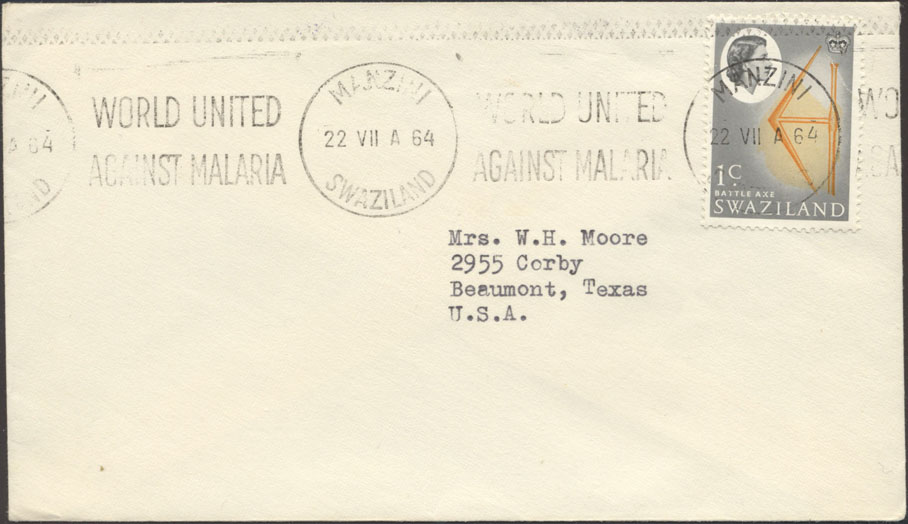 WORLD UNITED
AGAINST MALARIA
MANZINI
22 VII A 64
SWAZILAND
WORLD UNITED
AGAINST MALARIA
MANZINI
22 VII A 64
1C
BATTLE AXE
SWAZILAND
Mrs. W.H. Moore
2955 Corby
Beaumont, Texas
U.S.A.